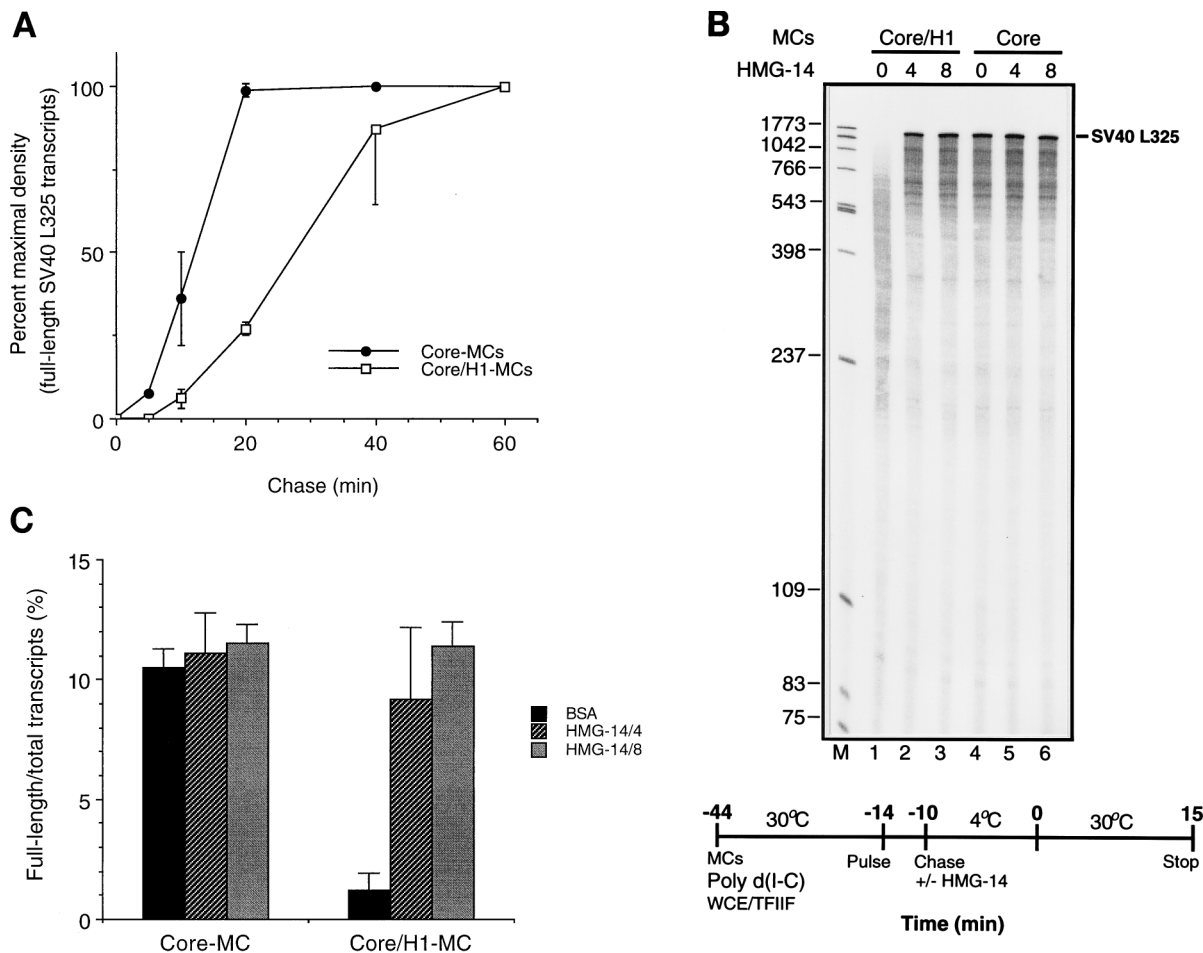 A
Percent maximal density
(full-length SV40 L325 transcripts)
100
50
0
0 20 40 60
Chase (min)
Core-MCs
Core/H1-MCs
B
MCs Core/H1 Core
HMG-14 0 4 8 0 4 8
1773
1042
766
543
398
237
109
83
75
SV40 L325
M 1 2 3 4 5 6
-44 30°C -14 -10 4°C 0 30°C 15
MCs Pulse Chase Stop
Poly d(I-C) +/- HMG-14
WCE/TFIIF
Time (min)
C
Full-length/total transcripts (%)
15
10
5
0
Core-MC Core/H1-MC
BSA
HMG-14/4
HMG-14/8